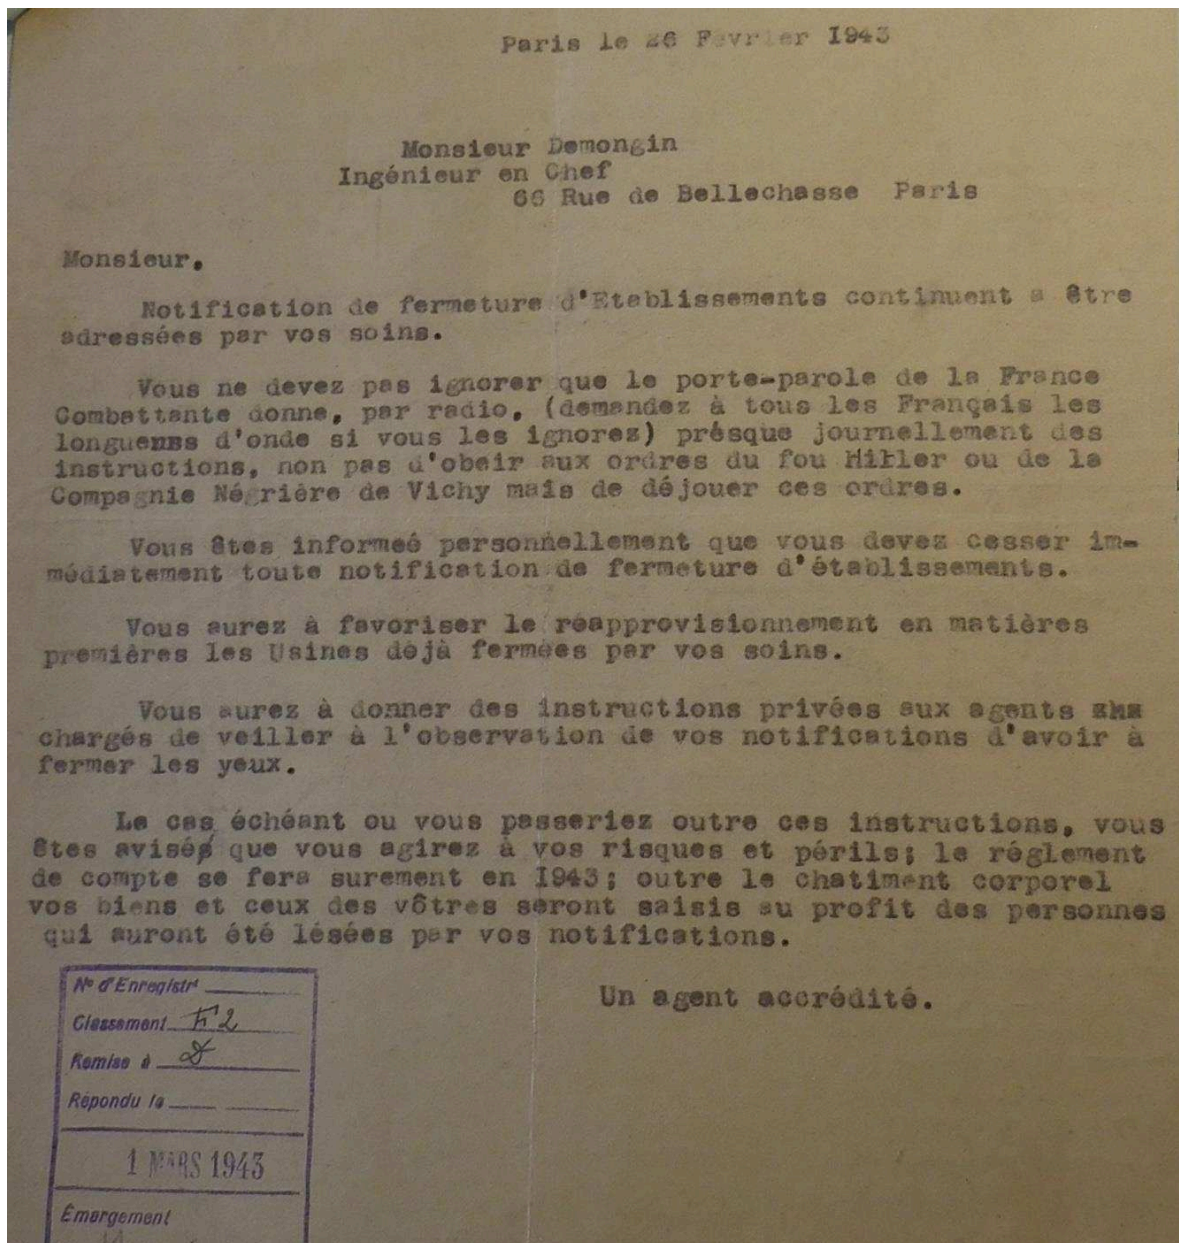 Paris le 26 Fevrier 1943
Monsieur Demongin
Ingénieur en Chef
66 Rue de Bellechasse Paris
Monsieur,
Notification de fermeture d'Etablissements continuent a être
adressées par vos soins.
Vous ne devez pas ignorer que le porte-parole de la France
Combattante donne, par radio, (demandez à tous les Français les
longueurs d'onde si vous les ignorez) présque journellement des
instructions, non pas d'obeir aux ordres du fou Hitler ou de la
Compagnie Négrière de Vichy mais de déjouer ces ordres.
Vous êtes informeé personnellement que vous devez cesser im-
médiatement toute notification de fermeture d'établissements.
Vous aurez à favoriser le réapprovisionnement en matières
premières les Usines déjà fermées par vos soins.
Vous aurez à donner des instructions privées aux agents
chargés de veiller à l'observation de vos notifications d'avoir à
fermer les yeux.
Le cas échéant ou vous passeriez outre ces instructions, vous
êtes avisé que vous agirez à vos risques et périls; le réglement
de compte se fera surement en 1943; outre le chatiment corporel
vos biens et ceux des vôtres seront saisis au profit des personnes
qui auront été lésées par vos notifications.
Un agent accrédité.
N° d'Enregistrt
Classement F2
Remise à D
Répondu le
1 MARS 1943
Émargement